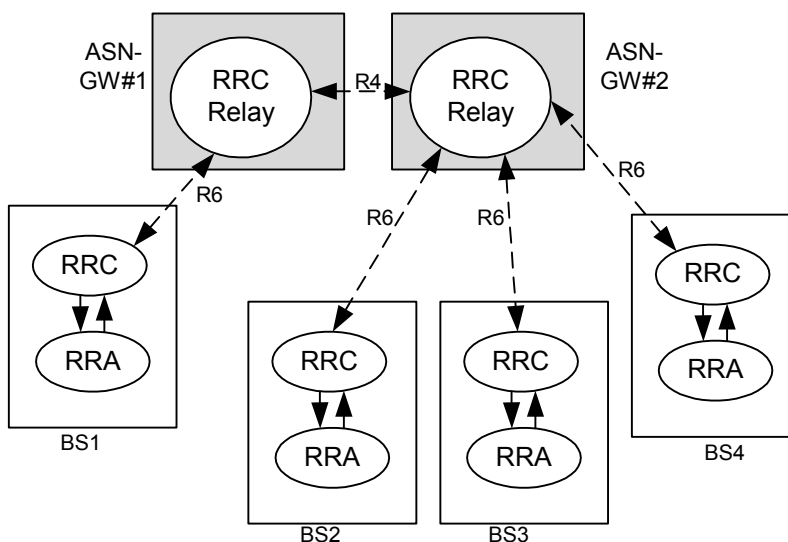 ASN-
GW#1
RRC
Relay
R4
RRC
Relay
ASN-
GW#2
R6
R6
R6
R6
RRC
RRA
BS1
RRC
RRA
BS2
RRC
RRA
BS3
RRC
RRA
BS4